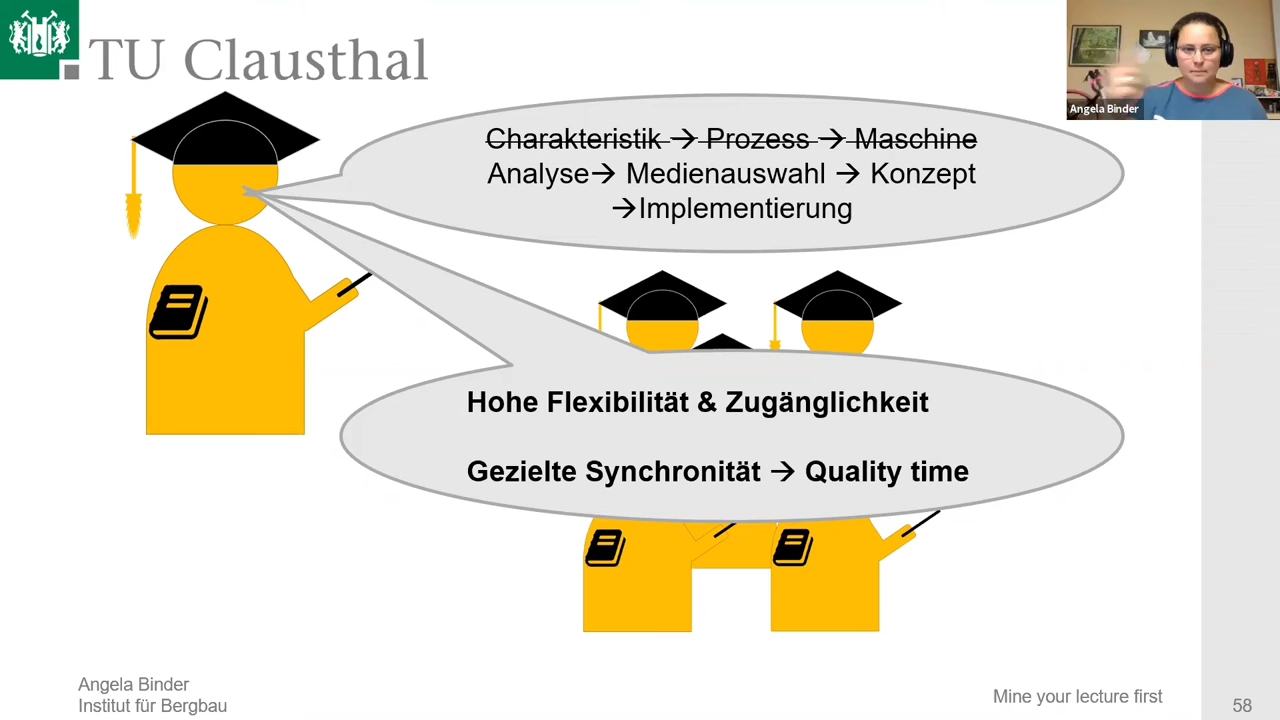 TU Clausthal
Angela Binder
Charakteristik → Prozess → Maschine
Analyse→ Medienauswahl → Konzept
→Implementierung
Hohe Flexibilität & Zugänglichkeit
Gezielte Synchronität → Quality time
Angela Binder
Institut für Bergbau
Mine your lecture first
58